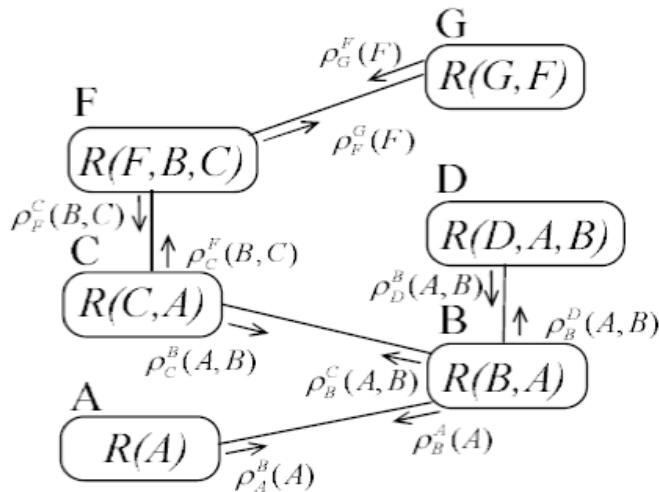 G
ρ_G^F(F)
R(G,F)
F
ρ_F^G(F)
R(F,B,C)
D
ρ_F^C(B,C)
R(D,A,B)
C
ρ_C^F(B,C)
ρ_D^B(A,B)
R(C,A)
B
ρ_B^D(A,B)
ρ_C^B(A,B)
ρ_B^C(A,B)
R(B,A)
A
ρ_B^A(A)
R(A)
ρ_A^B(A)